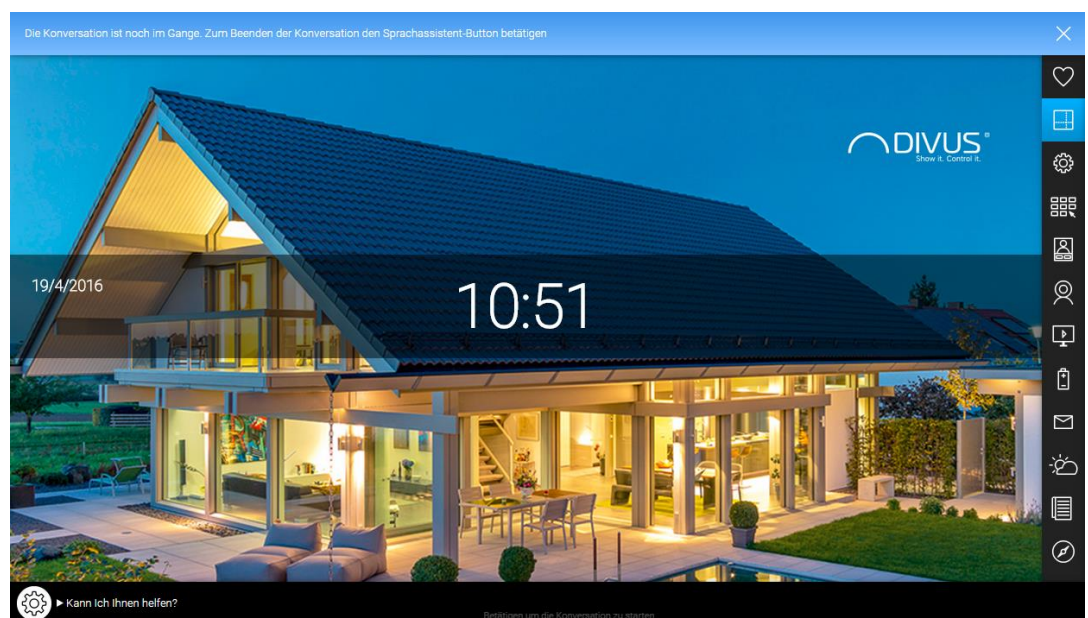 Die Konversation ist noch im Gange. Zum Beenden der Konversation den Sprachassistent-Button betätigen
DIVUS®
Show it. Control it.
19/4/2016
10:51
Kann Ich Ihnen helfen?
Betätigen um die Konversation zu starten